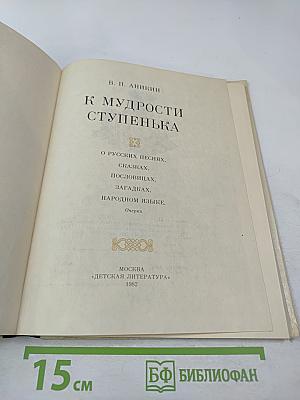 В. П. АНИКИН
К МУДРОСТИ
СТУПЕНЬКА
О РУССКИХ ПЕСНЯХ,
СКАЗКАХ,
ПОСЛОВИЦАХ,
ЗАГАДКАХ,
НАРОДНОМ ЯЗЫКЕ.
Очерки
МОСКВА
«ДЕТСКАЯ ЛИТЕРАТУРА»
1982
15 см
БФ БИБЛИОФАН